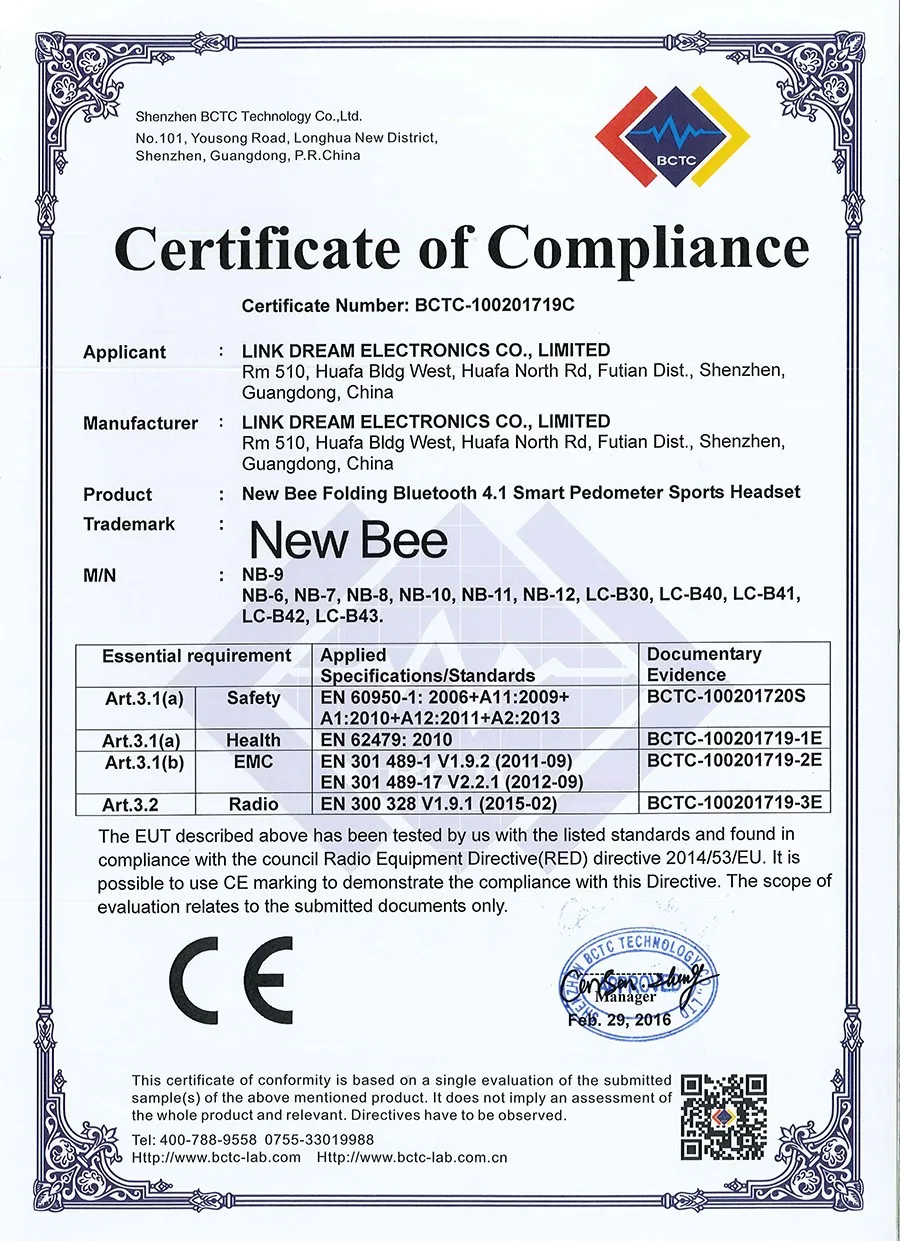 Shenzhen BCTC Technology Co.,Ltd.
No.101, Yousong Road, Longhua New District,
Shenzhen, Guangdong, P.R.China
BCTC
Certificate of Compliance
Certificate Number: BCTC-100201719C
Applicant : LINK DREAM ELECTRONICS CO., LIMITED
Rm 510, Huafa Bldg West, Huafa North Rd, Futian Dist., Shenzhen,
Guangdong, China
Manufacturer : LINK DREAM ELECTRONICS CO., LIMITED
Rm 510, Huafa Bldg West, Huafa North Rd, Futian Dist., Shenzhen,
Guangdong, China
Product : New Bee Folding Bluetooth 4.1 Smart Pedometer Sports Headset
Trademark :
New Bee
M/N : NB-9
NB-6, NB-7, NB-8, NB-10, NB-11, NB-12, LC-B30, LC-B40, LC-B41,
LC-B42, LC-B43.
Essential requirement Applied Documentary
Specifications/Standards Evidence
Art.3.1(a) Safety EN 60950-1: 2006+A11:2009+ BCTC-100201720S
A1:2010+A12:2011+A2:2013
Art.3.1(a) Health EN 62479: 2010 BCTC-100201719-1E
Art.3.1(b) EMC EN 301 489-1 V1.9.2 (2011-09) BCTC-100201719-2E
EN 301 489-17 V2.2.1 (2012-09)
Art.3.2 Radio EN 300 328 V1.9.1 (2015-02) BCTC-100201719-3E
The EUT described above has been tested by us with the listed standards and found in
compliance with the council Radio Equipment Directive(RED) directive 2014/53/EU. It is
possible to use CE marking to demonstrate the compliance with this Directive. The scope of
evaluation relates to the submitted documents only.
CE
SHENZHEN BCTC TECHNOLOGY CO., LTD
APPROVED
Manager
Feb. 29, 2016
This certificate of conformity is based on a single evaluation of the submitted
sample(s) of the above mentioned product. It does not imply an assessment of
the whole product and relevant. Directives have to be observed.
Tel: 400-788-9558 0755-33019988
Http://www.bctc-lab.com Http://www.bctc-lab.com.cn